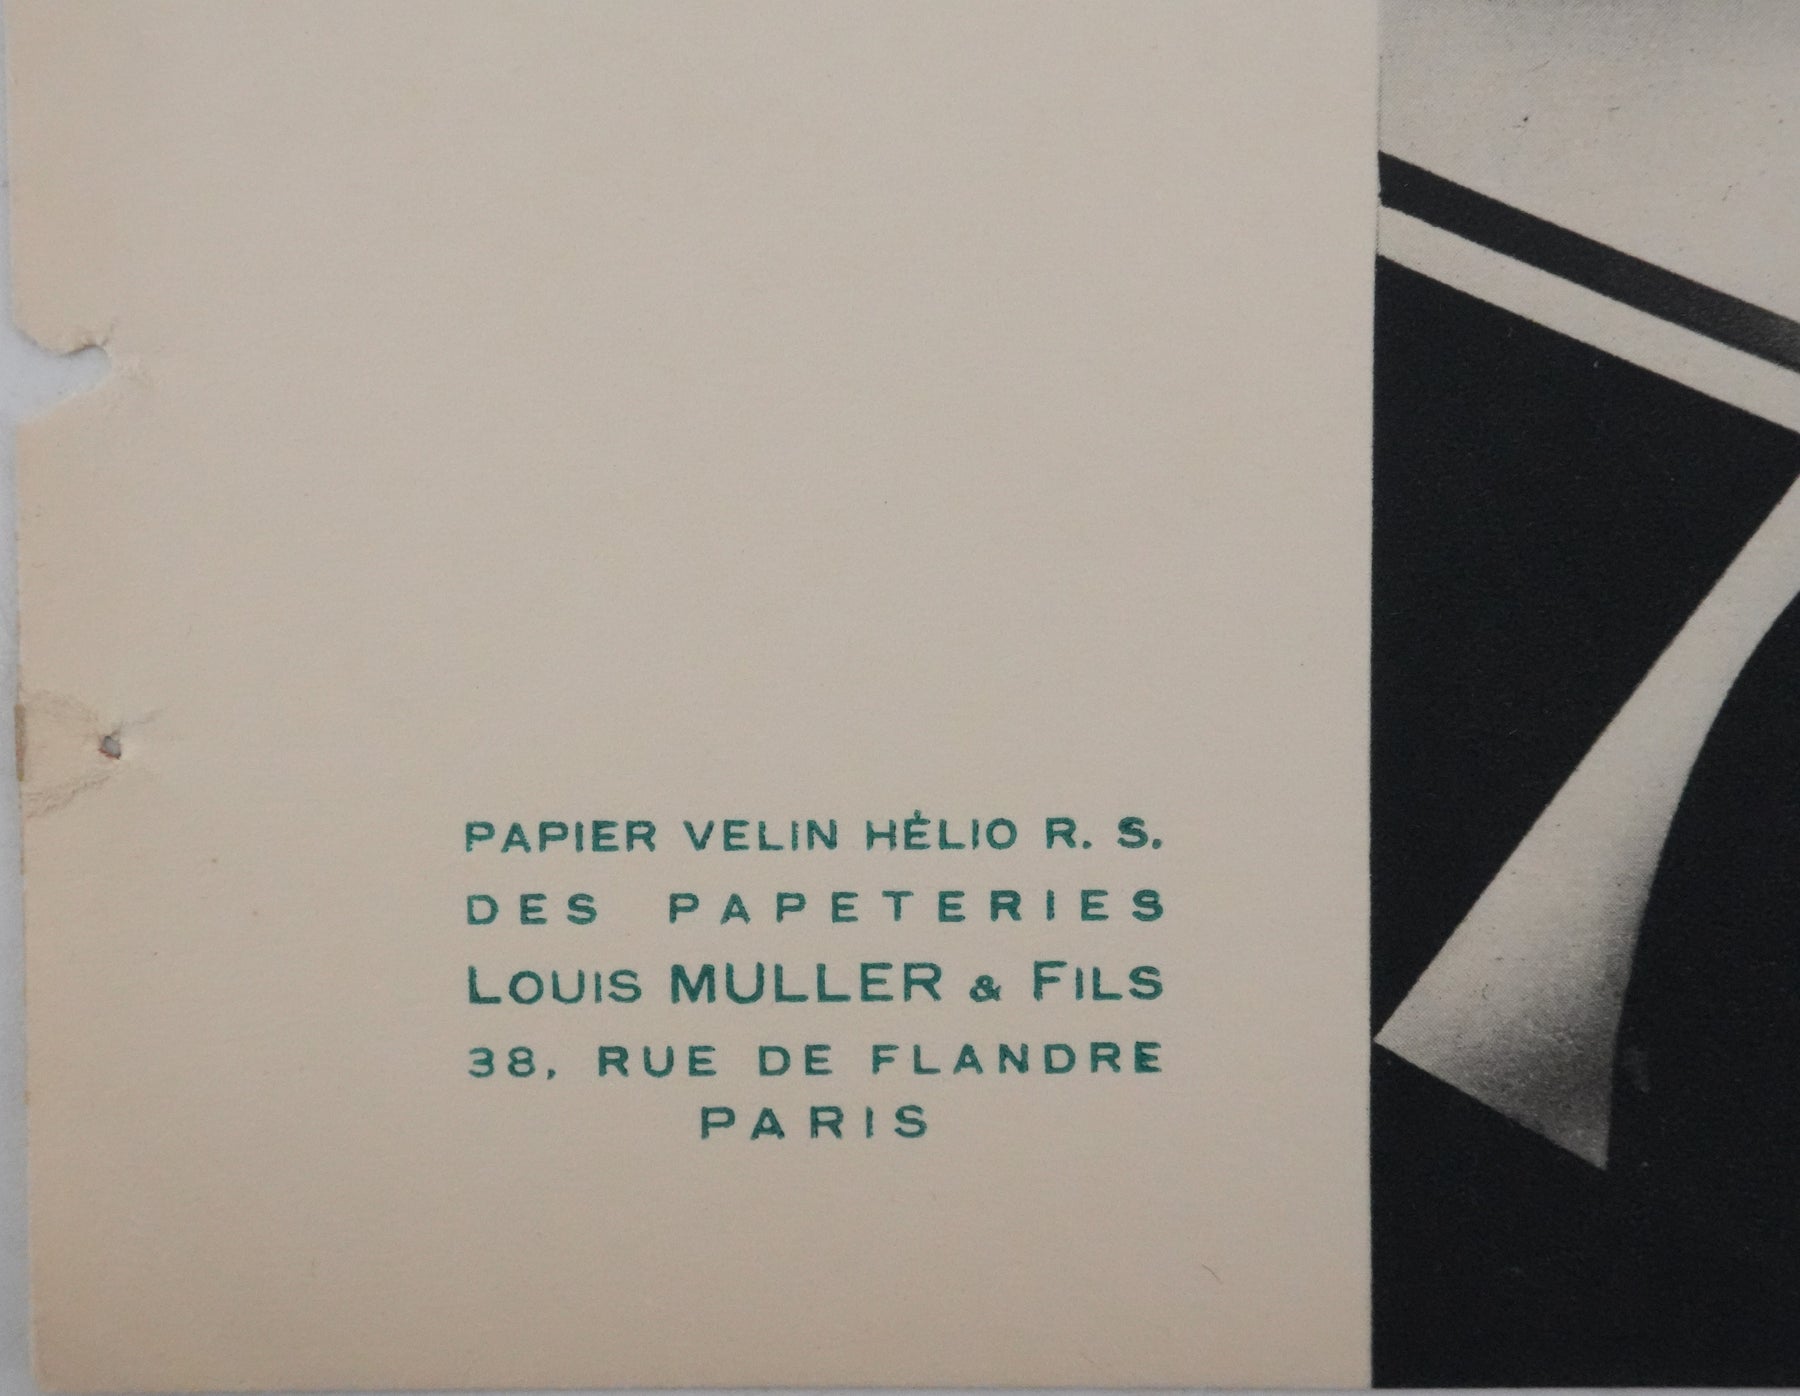 PAPIER VELIN HÉLIO R. S.
DES PAPETERIES
LOUIS MULLER & FILS
38, RUE DE FLANDRE
PARIS